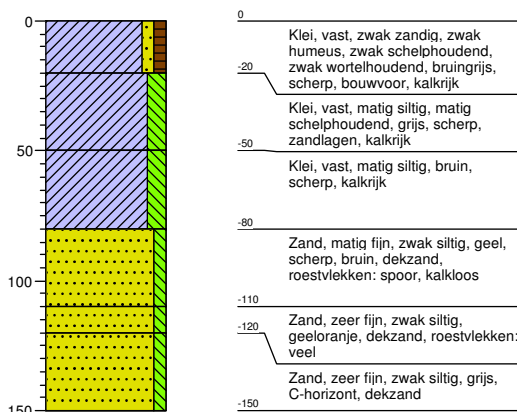 0
50
100
150
0
Klei, vast, zwak zandig, zwak
humeus, zwak schelphoudend,
zwak wortelhoudend, bruingrijs,
scherp, bouwvoor, kalkrijk
-20
Klei, vast, matig siltig, matig
schelphoudend, grijs, scherp,
zandlagen, kalkrijk
-50
Klei, vast, matig siltig, bruin,
scherp, kalkrijk
-80
Zand, matig fijn, zwak siltig, geel,
scherp, bruin, dekzand,
roestvlekken: spoor, kalkloos
-110
Zand, zeer fijn, zwak siltig,
geeloranje, dekzand, roestvlekken:
veel
-120
Zand, zeer fijn, zwak siltig, grijs,
C-horizont, dekzand
-150